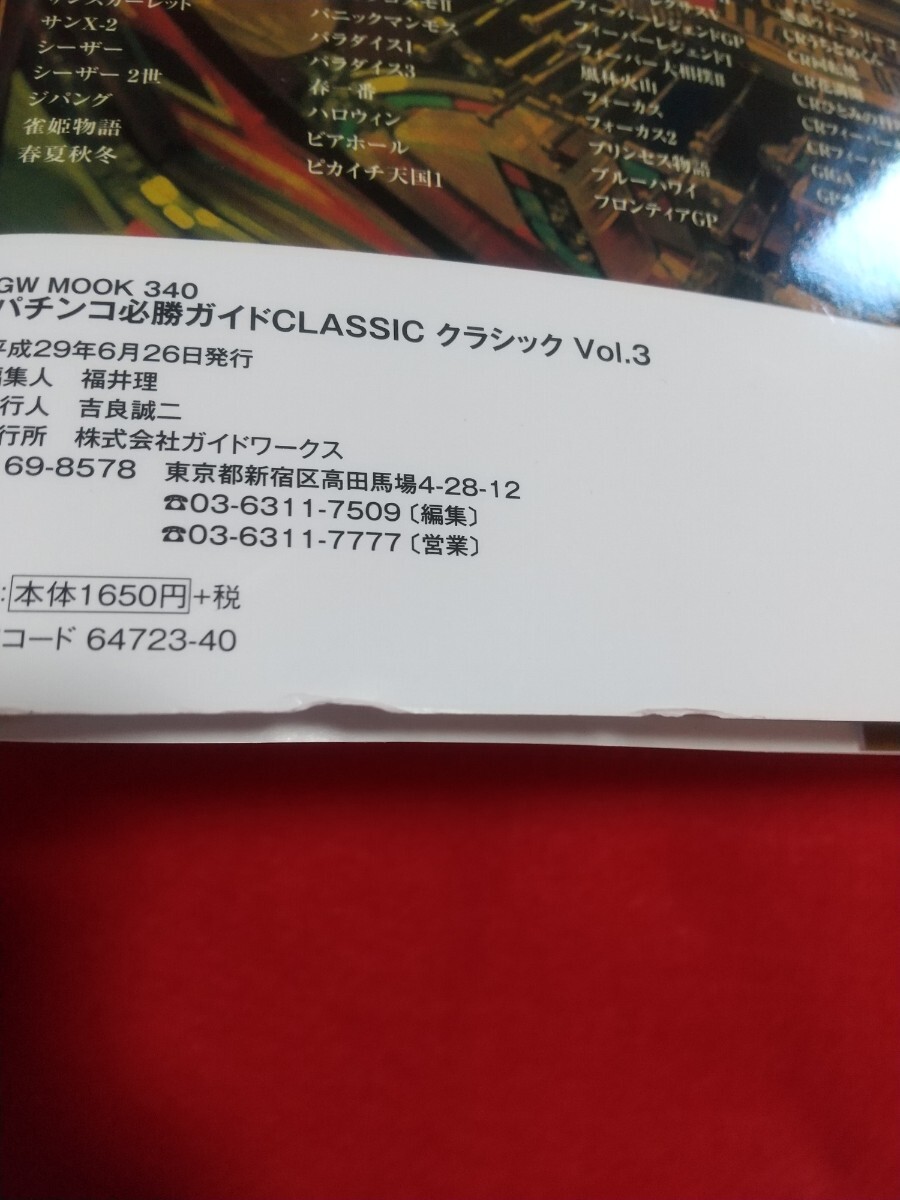 サンX-2
シーザー
シーザー 2世
ジパング
雀姫物語
春夏秋冬
パニックマンモス
パラダイス1
パラダイス3
春一番
ハロウィン
ビアホール
ピカイチ天国1
フィーバーレジェンドGP
フィーバーレジェンド1
フィーバー大相撲II
風林火山
フィーカス
フォーカス2
プリンセス物語
ブルーハワイ
フロンティアGP
GIGA
GW MOOK 340
パチンコ必勝ガイドCLASSIC クラシック Vol.3
平成29年6月26日発行
編集人 福井理
行人 吉良誠二
行所 株式会社ガイドワークス
169-8578 東京都新宿区高田馬場4-28-12
☎03-6311-7509〔編集〕
☎03-6311-7777〔営業〕
:本体1650円+税
コード 64723-40